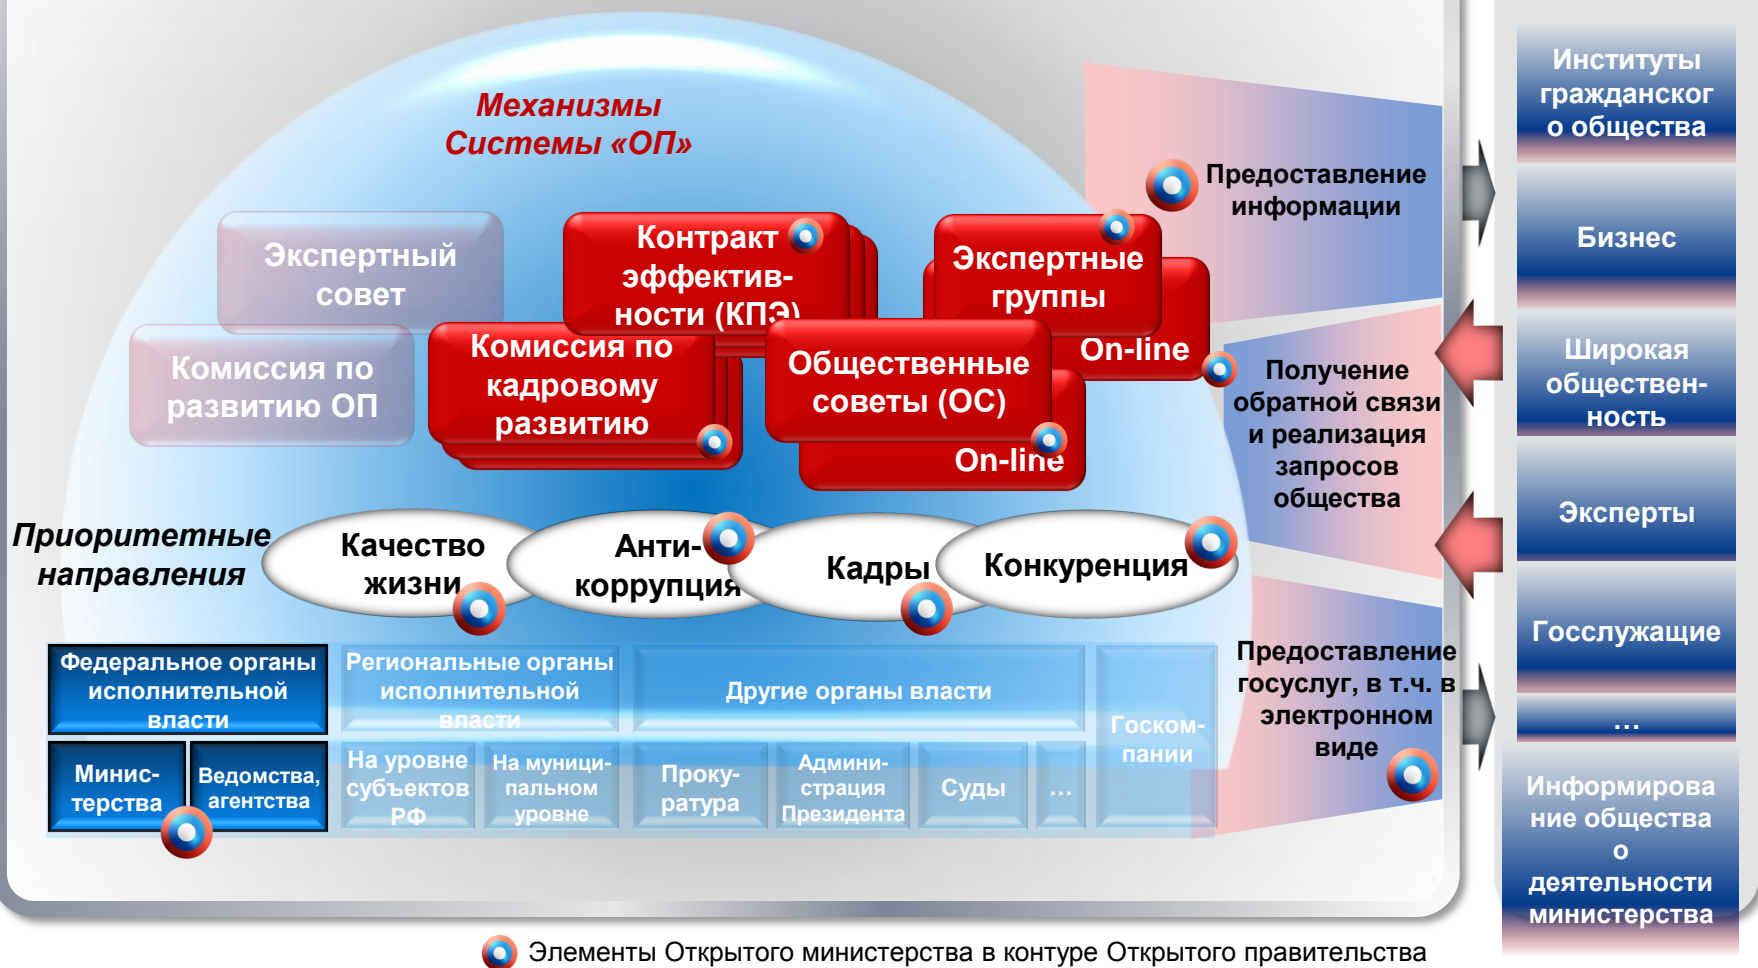 Механизмы
Системы «ОП»
Экспертный
совет
Комиссия по
развитию ОП
Контракт
эффектив-
ности (КПЭ)
Комиссия по
кадровому
развитию
Экспертные
группы
On-line
Общественные
советы (ОС)
On-line
Приоритетные
направления
Качество
жизни
Анти-
коррупция
Кадры
Конкуренция
Федеральное органы
исполнительной
власти
Региональные органы
исполнительной
власти
Другие органы власти
Госком-
пании
Минис-
терства
Ведомства,
агентства
На уровне
субъектов
РФ
На муници-
пальном
уровне
Проку-
ратура
Админи-
страция
Президента
Суды
...
Предоставление
информации
Получение
обратной связи
и реализация
запросов
общества
Предоставление
госуслуг, в т.ч. в
электронном
виде
Институты
гражданског
о общества
Бизнес
Широкая
обществен-
ность
Эксперты
Госслужащие
...
Информирова
ние общества
о
деятельности
министерства
Элементы Открытого министерства в контуре Открытого правительства